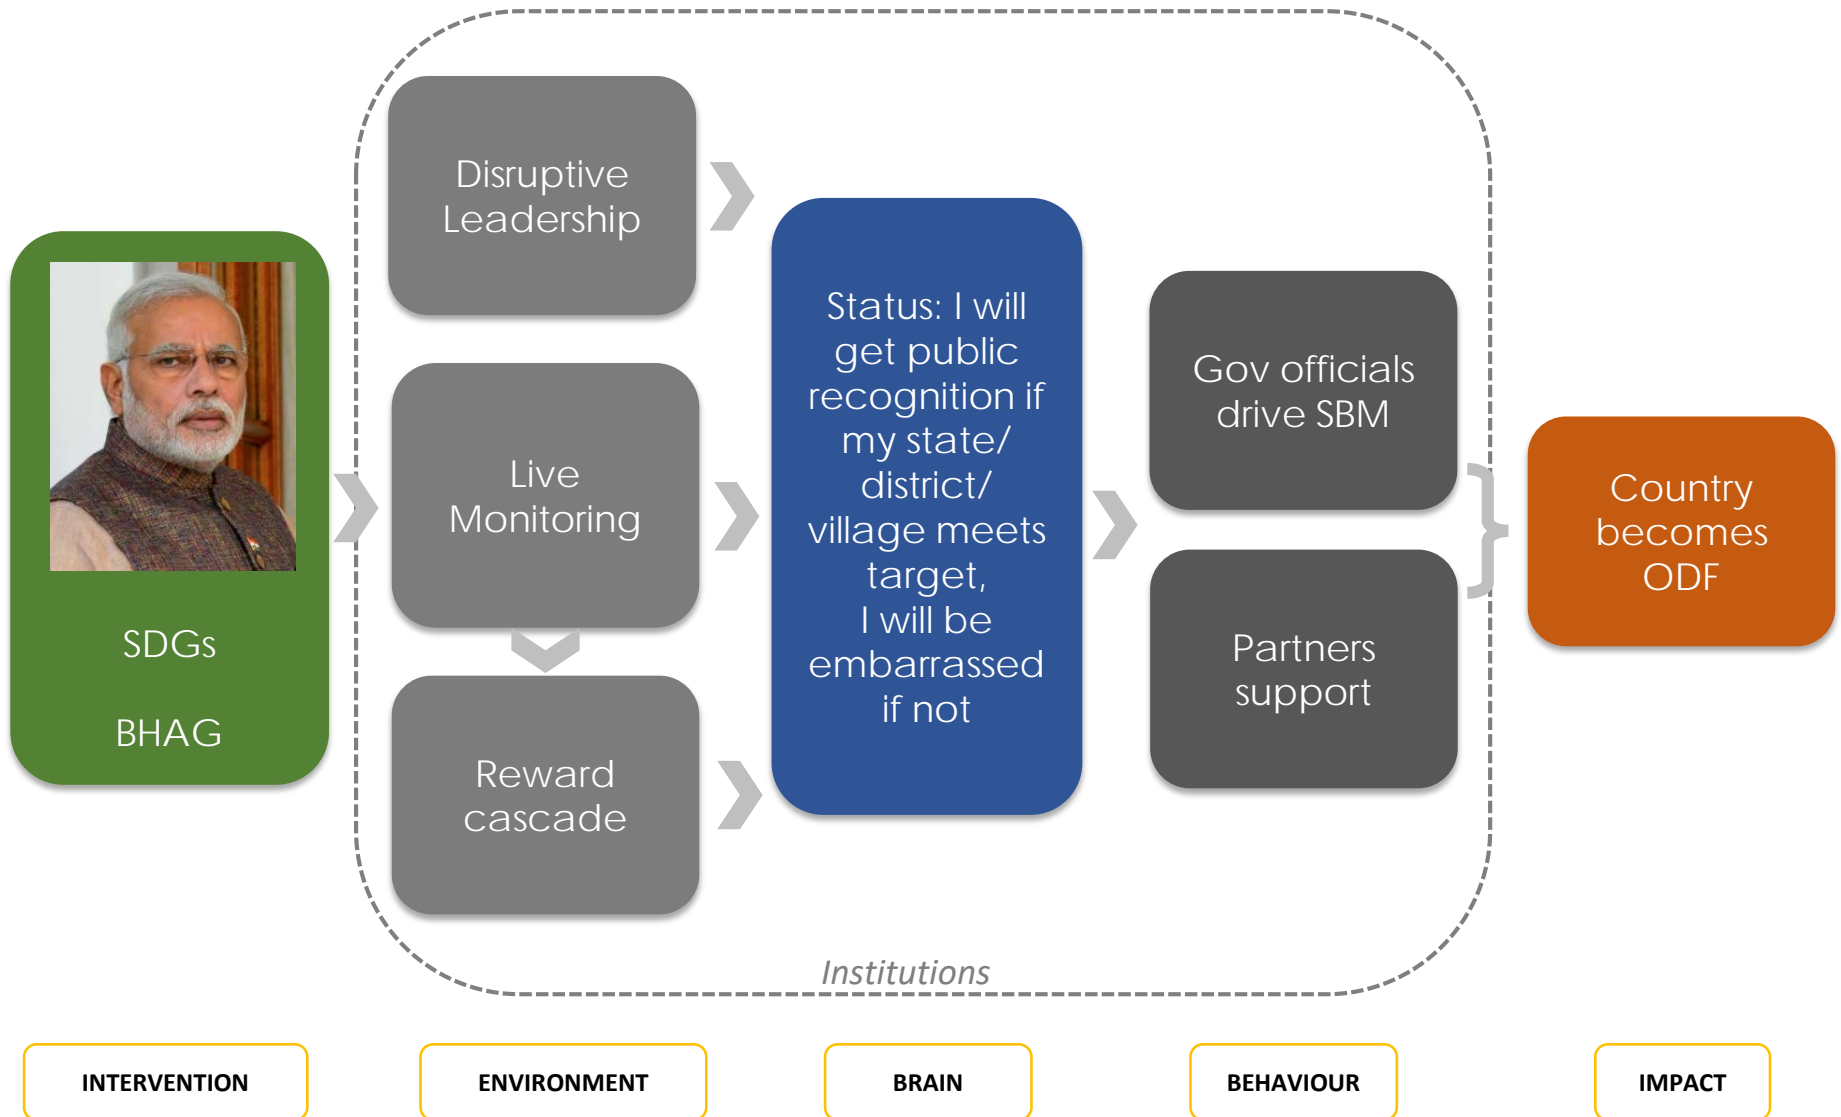 SDGs
BHAG
Disruptive
Leadership
Live
Monitoring
Reward
cascade
Status: I will
get public
recognition if
my state/
district/
village meets
target,
I will be
embarrassed
if not
Gov officials
drive SBM
Partners
support
Country
becomes
ODF
Institutions
INTERVENTION
ENVIRONMENT
BRAIN
BEHAVIOUR
IMPACT